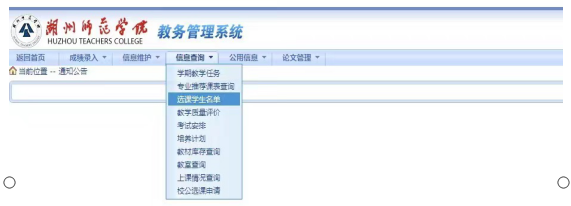 湖州师范学院 教务管理系统
HUZHOU TEACHERS COLLEGE
返回首页 成绩录入 信息维护 信息查询 公用信息 论文管理
当前位置 -- 通知公告
学期教学任务
专业推荐课表查询
选课学生名单
教学质量评价
考试安排
培养计划
教材库存查询
教室查询
上课情况查询
校公选课申请